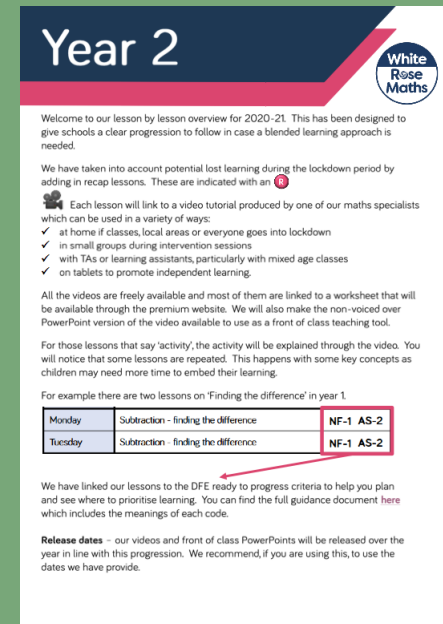 Year 2
White
Rose
Maths
Welcome to our lesson by lesson overview for 2020-21. This has been designed to
give schools a clear progression to follow in case a blended learning approach is
needed.
We have taken into account potential lost learning during the lockdown period by
adding in recap lessons. These are indicated with an R
Each lesson will link to a video tutorial produced by one of our maths specialists
which can be used in a variety of ways:
✓ at home if classes, local areas or everyone goes into lockdown
✓ in small groups during intervention sessions
✓ with TAs or learning assistants, particularly with mixed age classes
✓ on tablets to promote independent learning.
All the videos are freely available and most of them are linked to a worksheet that will
be available through the premium website. We will also make the non-voiced over
PowerPoint version of the video available to use as a front of class teaching tool.
For those lessons that say 'activity', the activity will be explained through the video. You
will notice that some lessons are repeated. This happens with some key concepts as
children may need more time to embed their learning.
For example there are two lessons on 'Finding the difference' in year 1.
Monday Subtraction - finding the difference NF-1 AS-2
Tuesday Subtraction - finding the difference NF-1 AS-2
We have linked our lessons to the DFE ready to progress criteria to help you plan
and see where to prioritise learning. You can find the full guidance document here
which includes the meanings of each code.
Release dates – our videos and front of class PowerPoints will be released over the
year in line with this progression. We recommend, if you are using this, to use the
dates we have provide.